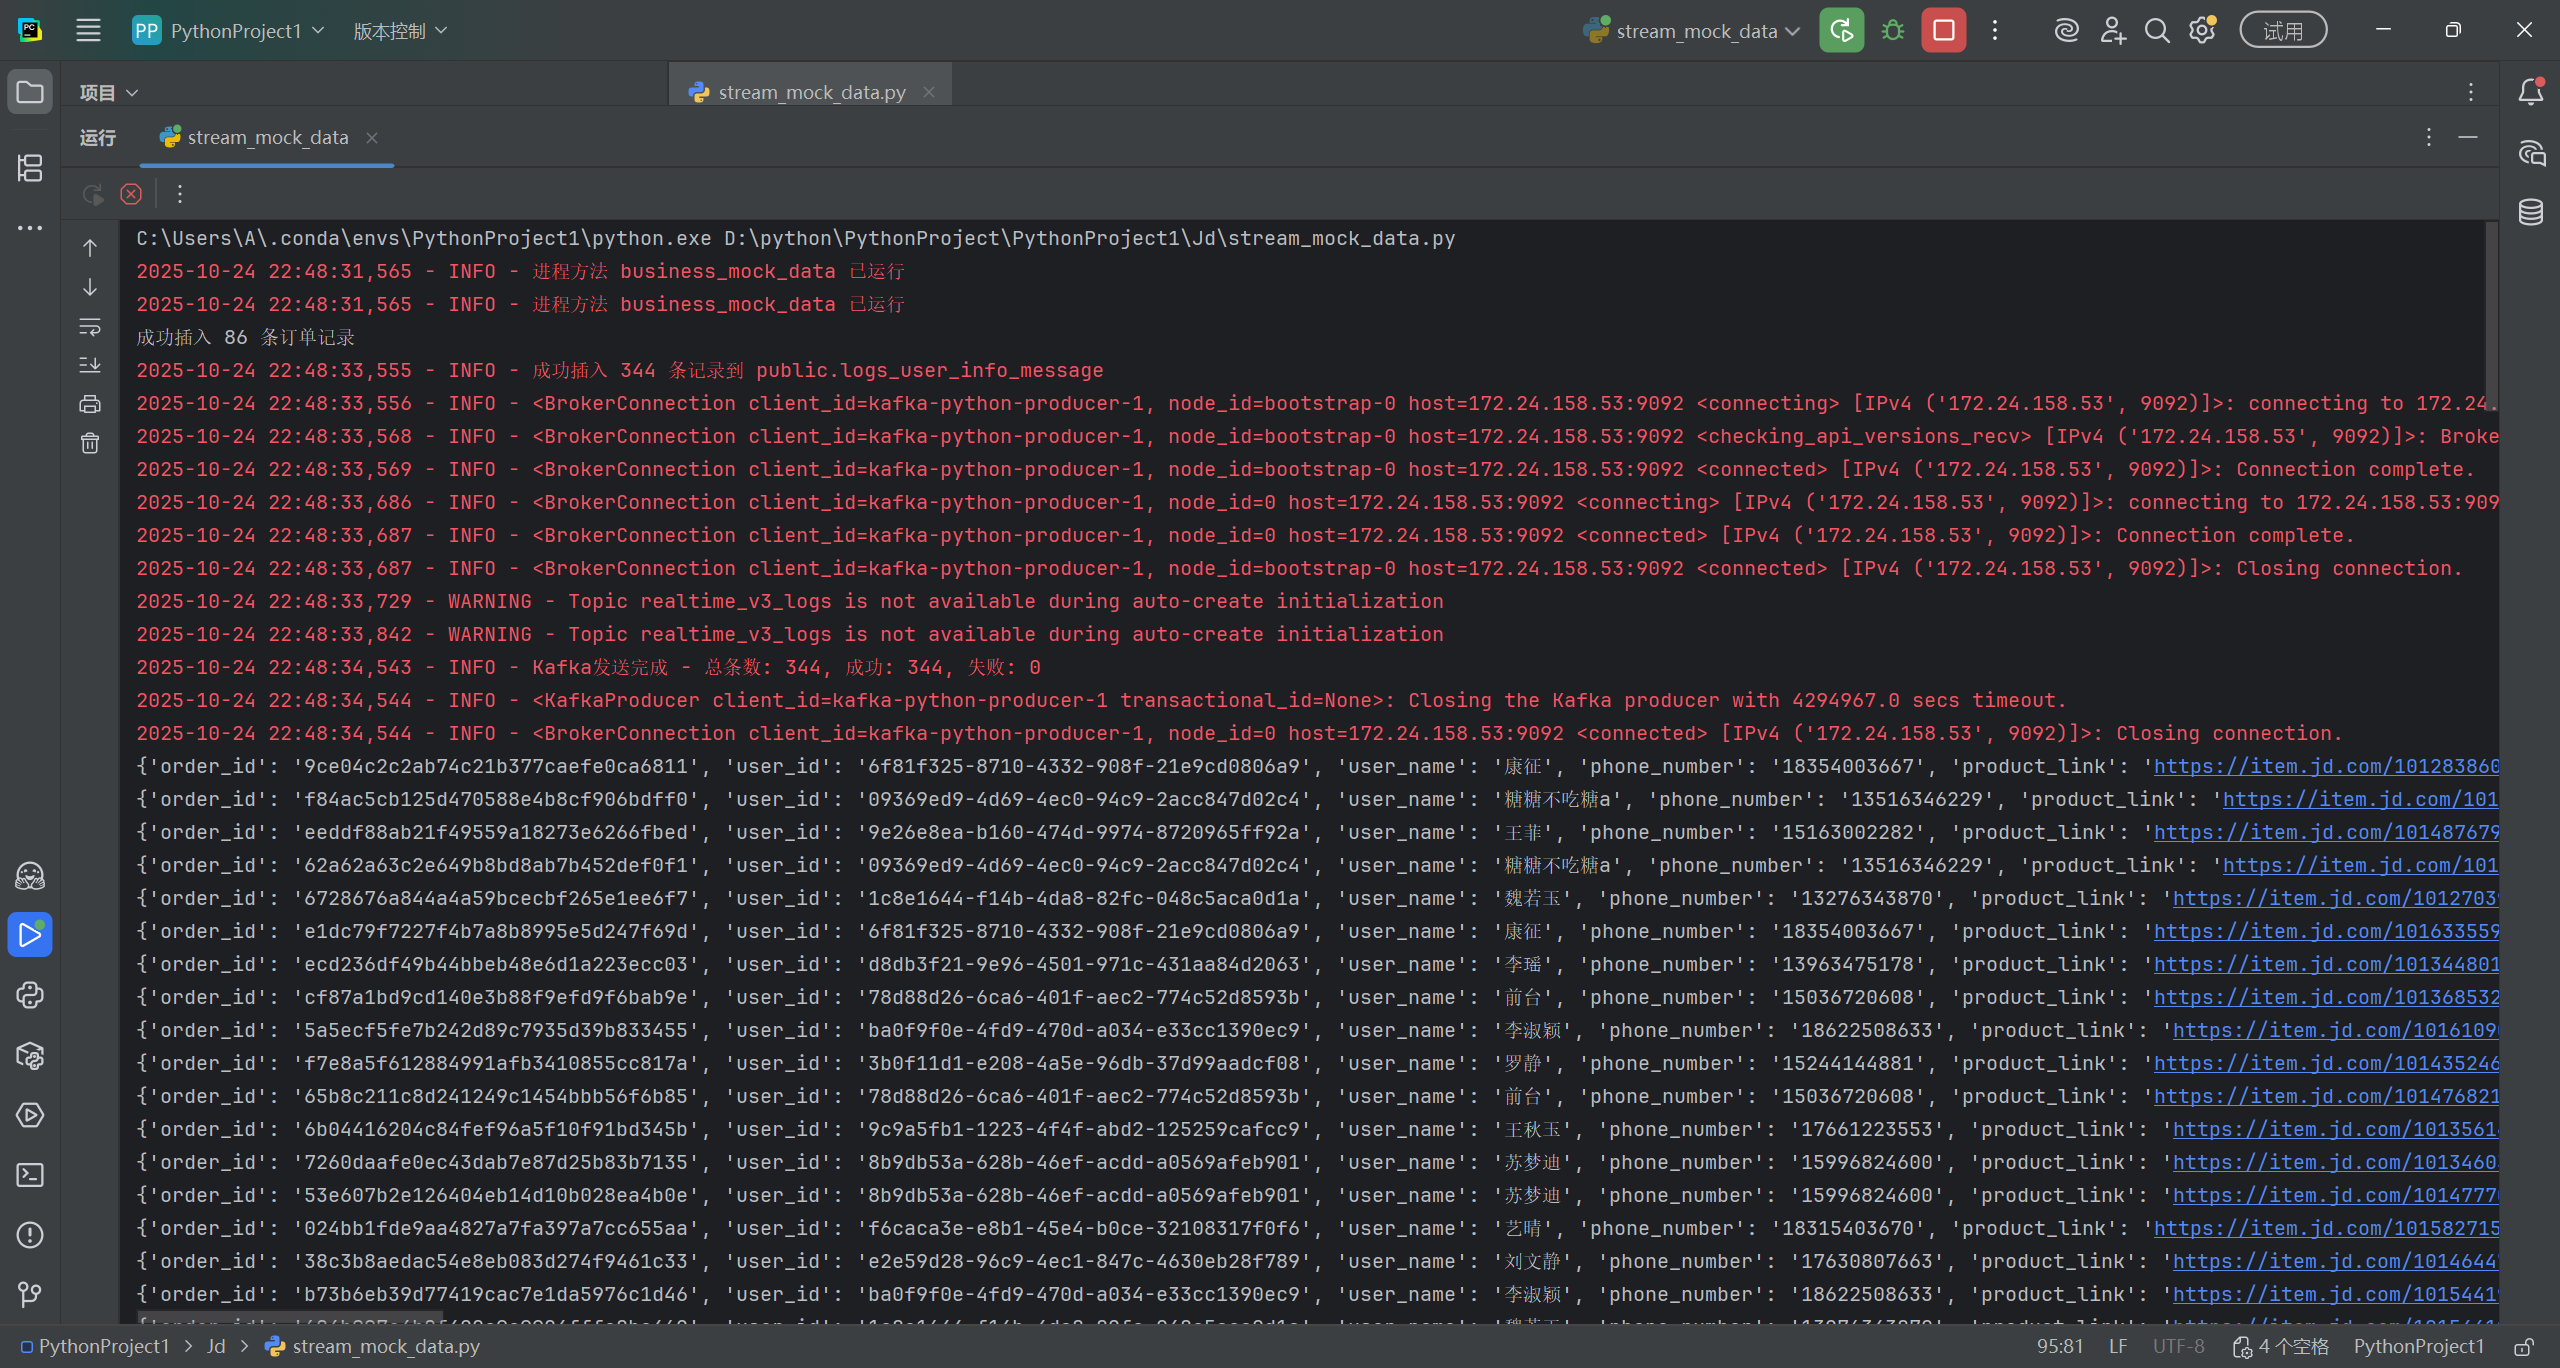 PC
PP PythonProject1 版本控制 stream_mock_data 试用
项目 stream_mock_data.py
运行 stream_mock_data
C:\Users\A\.conda\envs\PythonProject1\python.exe D:\python\PythonProject\PythonProject1\Jd\stream_mock_data.py
2025-10-24 22:48:31,565 - INFO - 进程方法 business_mock_data 已运行
2025-10-24 22:48:31,565 - INFO - 进程方法 business_mock_data 已运行
成功插入 86 条订单记录
2025-10-24 22:48:33,555 - INFO - 成功插入 344 条记录到 public.logs_user_info_message
2025-10-24 22:48:33,556 - INFO - <BrokerConnection client_id=kafka-python-producer-1, node_id=bootstrap-0 host=172.24.158.53:9092 <connecting> [IPv4 ('172.24.158.53', 9092)]>: connecting to 172.24.
2025-10-24 22:48:33,568 - INFO - <BrokerConnection client_id=kafka-python-producer-1, node_id=bootstrap-0 host=172.24.158.53:9092 <checking_api_versions_recv> [IPv4 ('172.24.158.53', 9092)]>: Broke
2025-10-24 22:48:33,569 - INFO - <BrokerConnection client_id=kafka-python-producer-1, node_id=bootstrap-0 host=172.24.158.53:9092 <connected> [IPv4 ('172.24.158.53', 9092)]>: Connection complete.
2025-10-24 22:48:33,686 - INFO - <BrokerConnection client_id=kafka-python-producer-1, node_id=0 host=172.24.158.53:9092 <connecting> [IPv4 ('172.24.158.53', 9092)]>: connecting to 172.24.158.53:909
2025-10-24 22:48:33,687 - INFO - <BrokerConnection client_id=kafka-python-producer-1, node_id=0 host=172.24.158.53:9092 <connected> [IPv4 ('172.24.158.53', 9092)]>: Connection complete.
2025-10-24 22:48:33,687 - INFO - <BrokerConnection client_id=kafka-python-producer-1, node_id=bootstrap-0 host=172.24.158.53:9092 <connected> [IPv4 ('172.24.158.53', 9092)]>: Closing connection.
2025-10-24 22:48:33,729 - WARNING - Topic realtime_v3_logs is not available during auto-create initialization
2025-10-24 22:48:33,842 - WARNING - Topic realtime_v3_logs is not available during auto-create initialization
2025-10-24 22:48:34,543 - INFO - Kafka发送完成 - 总条数: 344, 成功: 344, 失败: 0
2025-10-24 22:48:34,544 - INFO - <KafkaProducer client_id=kafka-python-producer-1 transactional_id=None>: Closing the Kafka producer with 4294967.0 secs timeout.
2025-10-24 22:48:34,544 - INFO - <BrokerConnection client_id=kafka-python-producer-1, node_id=0 host=172.24.158.53:9092 <connected> [IPv4 ('172.24.158.53', 9092)]>: Closing connection.
{'order_id': '9ce04c2c2ab74c21b377caefe0ca6811', 'user_id': '6f81f325-8710-4332-908f-21e9cd0806a9', 'user_name': '康征', 'phone_number': '18354003667', 'product_link': 'https://item.jd.com/101283860
{'order_id': 'f84ac5cb125d470588e4b8cf906bdff0', 'user_id': '09369ed9-4d69-4ec0-94c9-2acc847d02c4', 'user_name': '糖糖不吃糖a', 'phone_number': '13516346229', 'product_link': 'https://item.jd.com/101
{'order_id': 'eeddf88ab21f49559a18273e6266fbed', 'user_id': '9e26e8ea-b160-474d-9974-8720965ff92a', 'user_name': '王菲', 'phone_number': '15163002282', 'product_link': 'https://item.jd.com/101487679
{'order_id': '62a62a63c2e649b8bd8ab7b452def0f1', 'user_id': '09369ed9-4d69-4ec0-94c9-2acc847d02c4', 'user_name': '糖糖不吃糖a', 'phone_number': '13516346229', 'product_link': 'https://item.jd.com/101
{'order_id': '6728676a844a4a59bcecbf265e1ee6f7', 'user_id': '1c8e1644-f14b-4da8-82fc-048c5aca0d1a', 'user_name': '魏若玉', 'phone_number': '13276343870', 'product_link': 'https://item.jd.com/1012703
{'order_id': 'e1dc79f7227f4b7a8b8995e5d247f69d', 'user_id': '6f81f325-8710-4332-908f-21e9cd0806a9', 'user_name': '康征', 'phone_number': '18354003667', 'product_link': 'https://item.jd.com/101633559
{'order_id': 'ecd236df49b44bbeb48e6d1a223ecc03', 'user_id': 'd8db3f21-9e96-4501-971c-431aa84d2063', 'user_name': '李瑶', 'phone_number': '13963475178', 'product_link': 'https://item.jd.com/101344801
{'order_id': 'cf87a1bd9cd140e3b88f9efd9f6bab9e', 'user_id': '78d88d26-6ca6-401f-aec2-774c52d8593b', 'user_name': '前台', 'phone_number': '15036720608', 'product_link': 'https://item.jd.com/101368532
{'order_id': '5a5ecf5fe7b242d89c7935d39b833455', 'user_id': 'ba0f9f0e-4fd9-470d-a034-e33cc1390ec9', 'user_name': '李淑颖', 'phone_number': '18622508633', 'product_link': 'https://item.jd.com/1016109
{'order_id': 'f7e8a5f612884991afb3410855cc817a', 'user_id': '3b0f11d1-e208-4a5e-96db-37d99aadcf08', 'user_name': '罗静', 'phone_number': '15244144881', 'product_link': 'https://item.jd.com/101435246
{'order_id': '65b8c211c8d241249c1454bbb56f6b85', 'user_id': '78d88d26-6ca6-401f-aec2-774c52d8593b', 'user_name': '前台', 'phone_number': '15036720608', 'product_link': 'https://item.jd.com/101476821
{'order_id': '6b04416204c84fef96a5f10f91bd345b', 'user_id': '9c9a5fb1-1223-4f4f-abd2-125259cafcc9', 'user_name': '王秋玉', 'phone_number': '17661223553', 'product_link': 'https://item.jd.com/1013561
{'order_id': '7260daafe0ec43dab7e87d25b83b7135', 'user_id': '8b9db53a-628b-46ef-acdd-a0569afeb901', 'user_name': '苏梦迪', 'phone_number': '15996824600', 'product_link': 'https://item.jd.com/1013460
{'order_id': '53e607b2e126404eb14d10b028ea4b0e', 'user_id': '8b9db53a-628b-46ef-acdd-a0569afeb901', 'user_name': '苏梦迪', 'phone_number': '15996824600', 'product_link': 'https://item.jd.com/1014777
{'order_id': '024bb1fde9aa4827a7fa397a7cc655aa', 'user_id': 'f6caca3e-e8b1-45e4-b0ce-32108317f0f6', 'user_name': '艺晴', 'phone_number': '18315403670', 'product_link': 'https://item.jd.com/101582715
{'order_id': '38c3b8aedac54e8eb083d274f9461c33', 'user_id': 'e2e59d28-96c9-4ec1-847c-4630eb28f789', 'user_name': '刘文静', 'phone_number': '17630807663', 'product_link': 'https://item.jd.com/1014644
{'order_id': 'b73b6eb39d77419cac7e1da5976c1d46', 'user_id': 'ba0f9f0e-4fd9-470d-a034-e33cc1390ec9', 'user_name': '李淑颖', 'phone_number': '18622508633', 'product_link': 'https://item.jd.com/1015441
PythonProject1 > Jd > stream_mock_data.py 95:81 LF UTF-8 4 个空格 PythonProject1